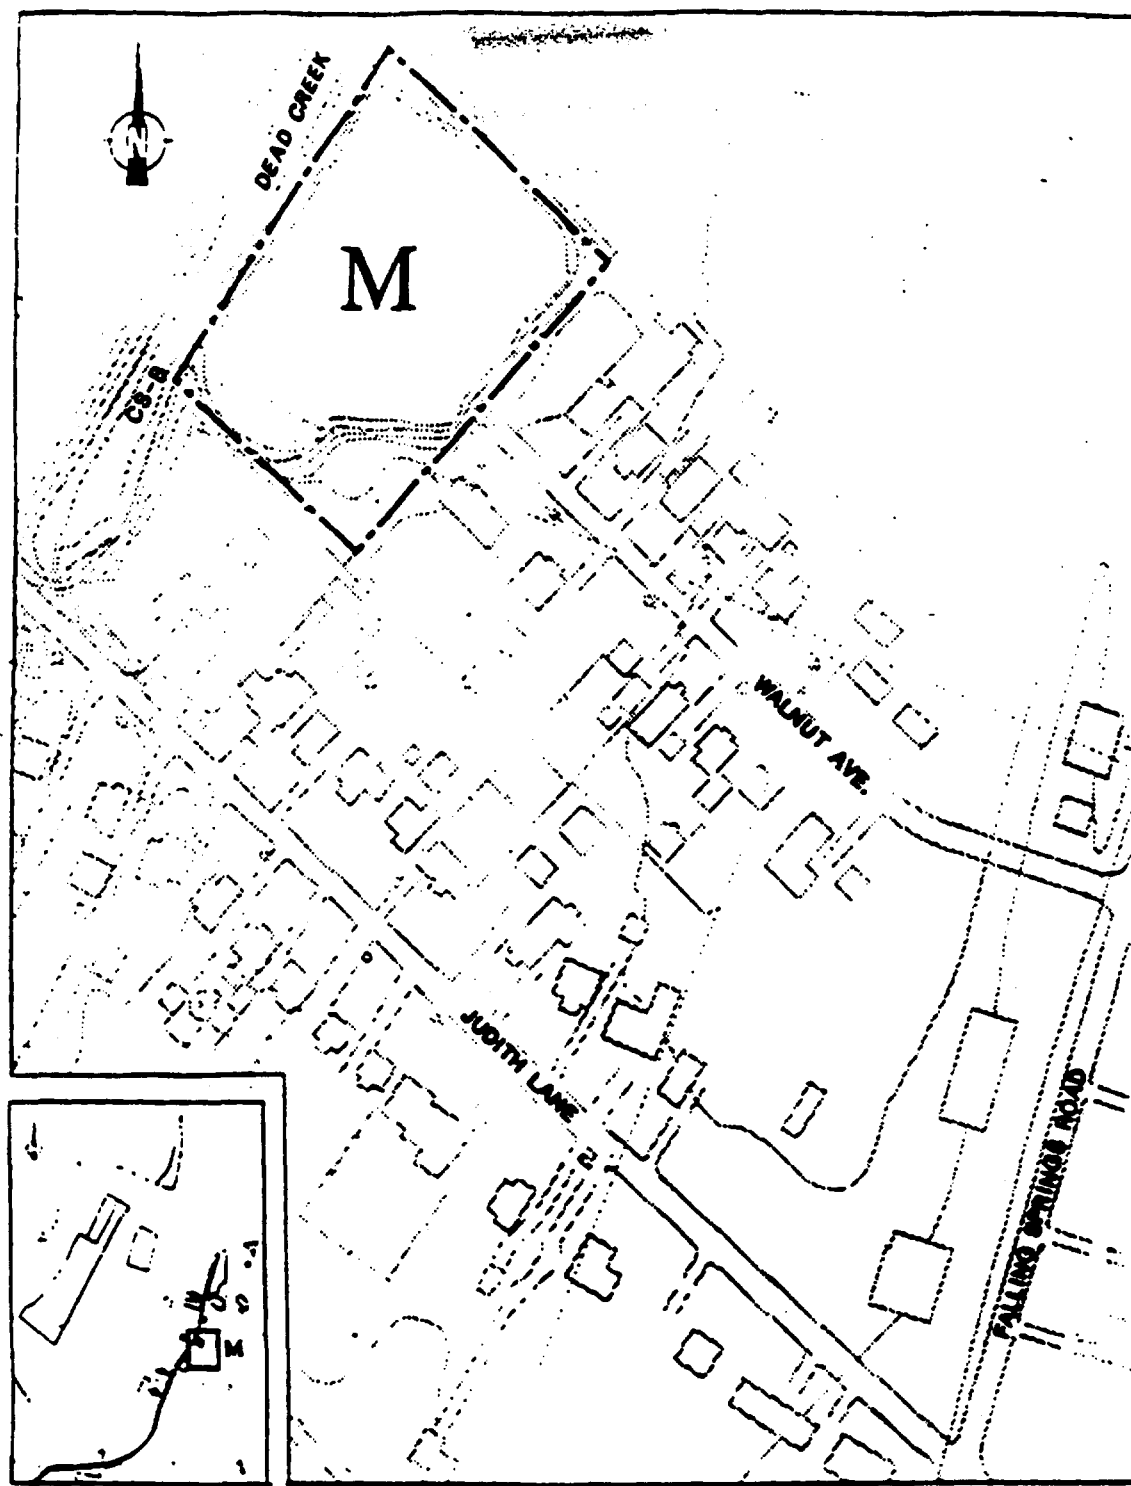 DEAD CREEK
N
M
CS-B
WALNUT AVE.
JUDITH LANE
FALLING SPRINGS ROAD
M